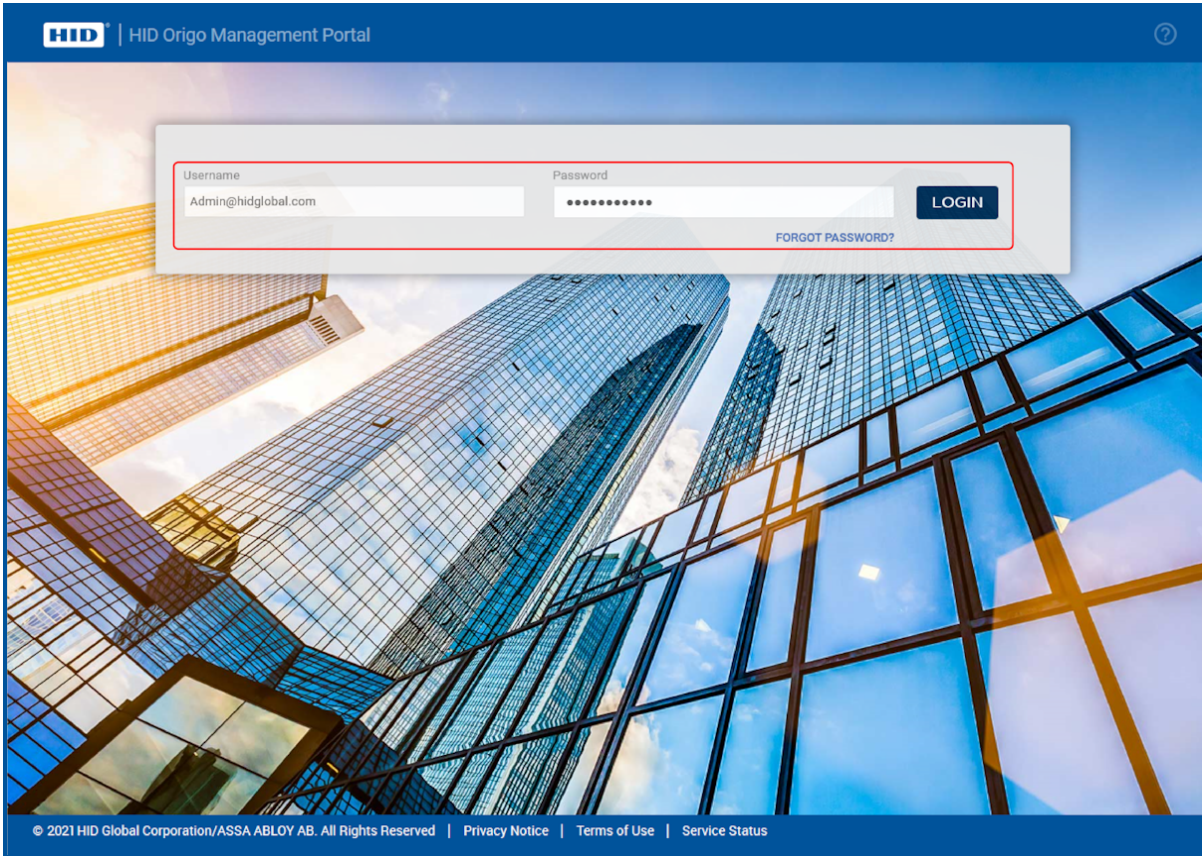 HID® | HID Origo Management Portal ?
Username Password
Admin@hidglobal.com ●●●●●●●●●●● LOGIN
FORGOT PASSWORD?
© 2021 HID Global Corporation/ASSA ABLOY AB. All Rights Reserved | Privacy Notice | Terms of Use | Service Status